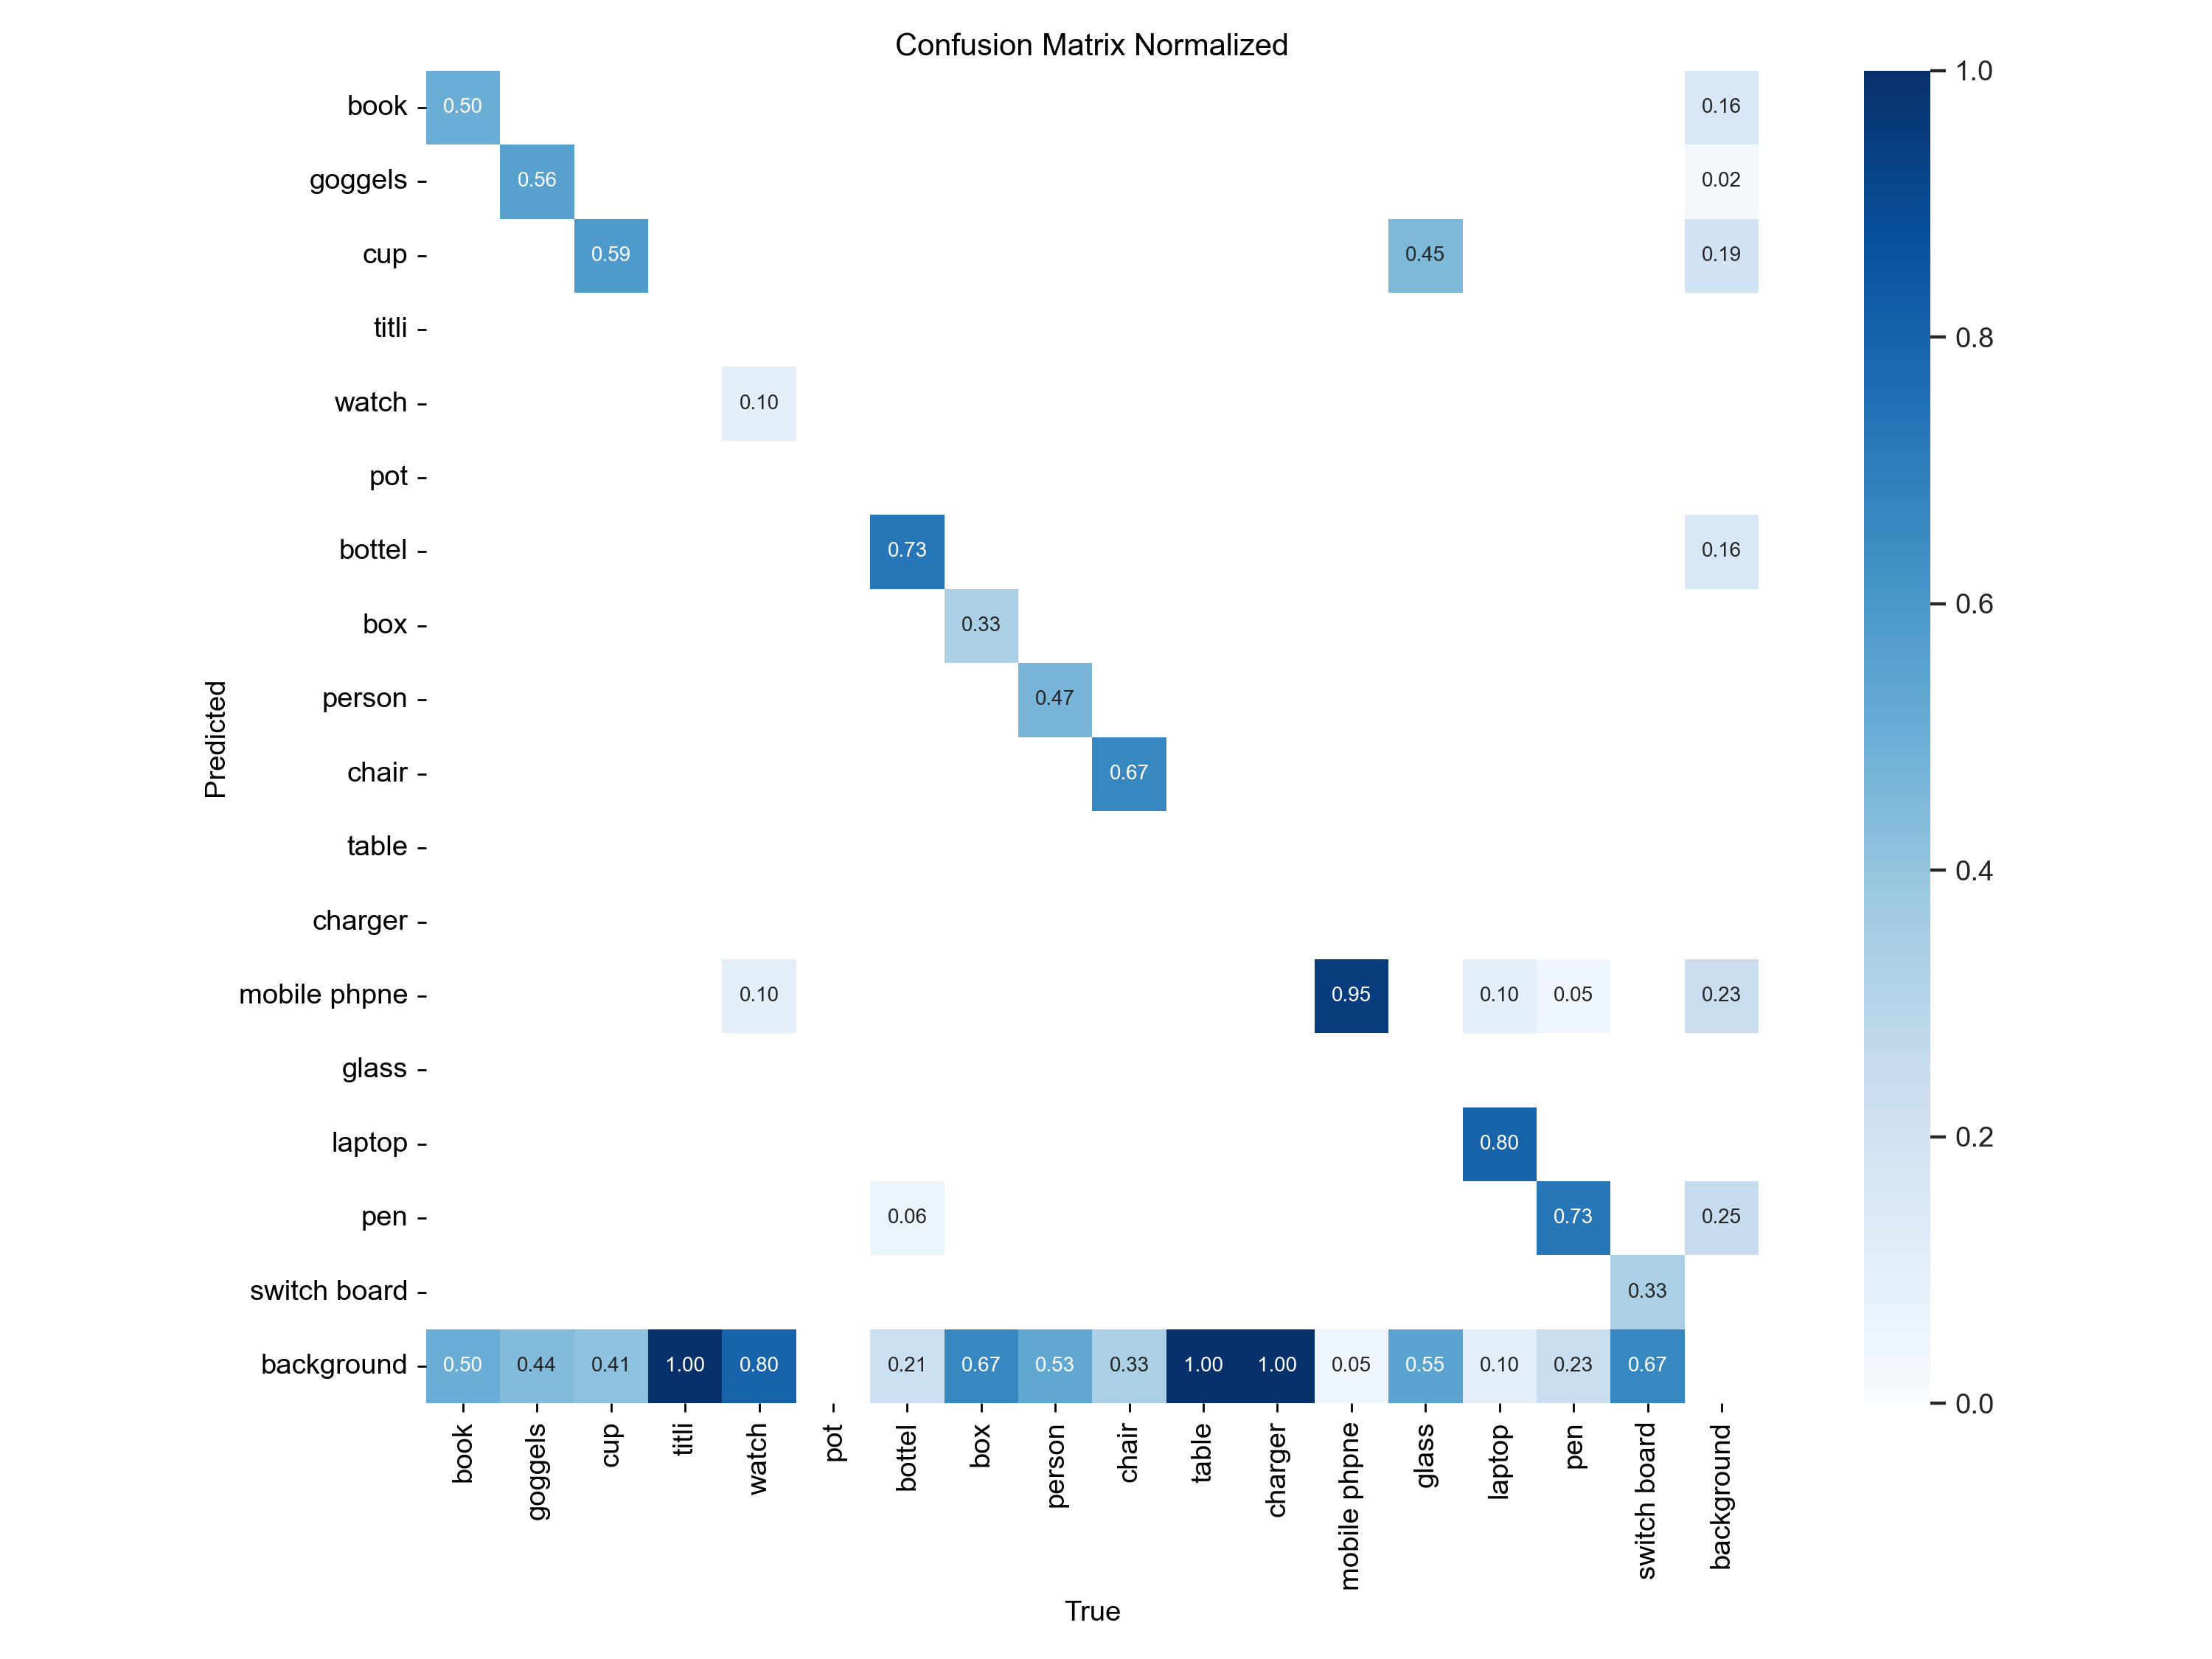 Confusion Matrix Normalized
1.0
book 0.50 0.16
goggels 0.56 0.02
cup 0.59 0.45 0.19
titli
0.8
watch 0.10
pot
bottel 0.73 0.16
0.6
box 0.33
Predicted
person 0.47
chair 0.67
table
0.4
charger
mobile phpne 0.10 0.95 0.10 0.05 0.23
glass
laptop 0.80
0.2
pen 0.06 0.73 0.25
switch board 0.33
background 0.50 0.44 0.41 1.00 0.80 0.21 0.67 0.53 0.33 1.00 1.00 0.05 0.55 0.10 0.23 0.67
0.0
book
goggels
cup
titli
watch
pot
bottel
box
person
chair
table
charger
mobile phpne
glass
laptop
pen
switch board
background
True